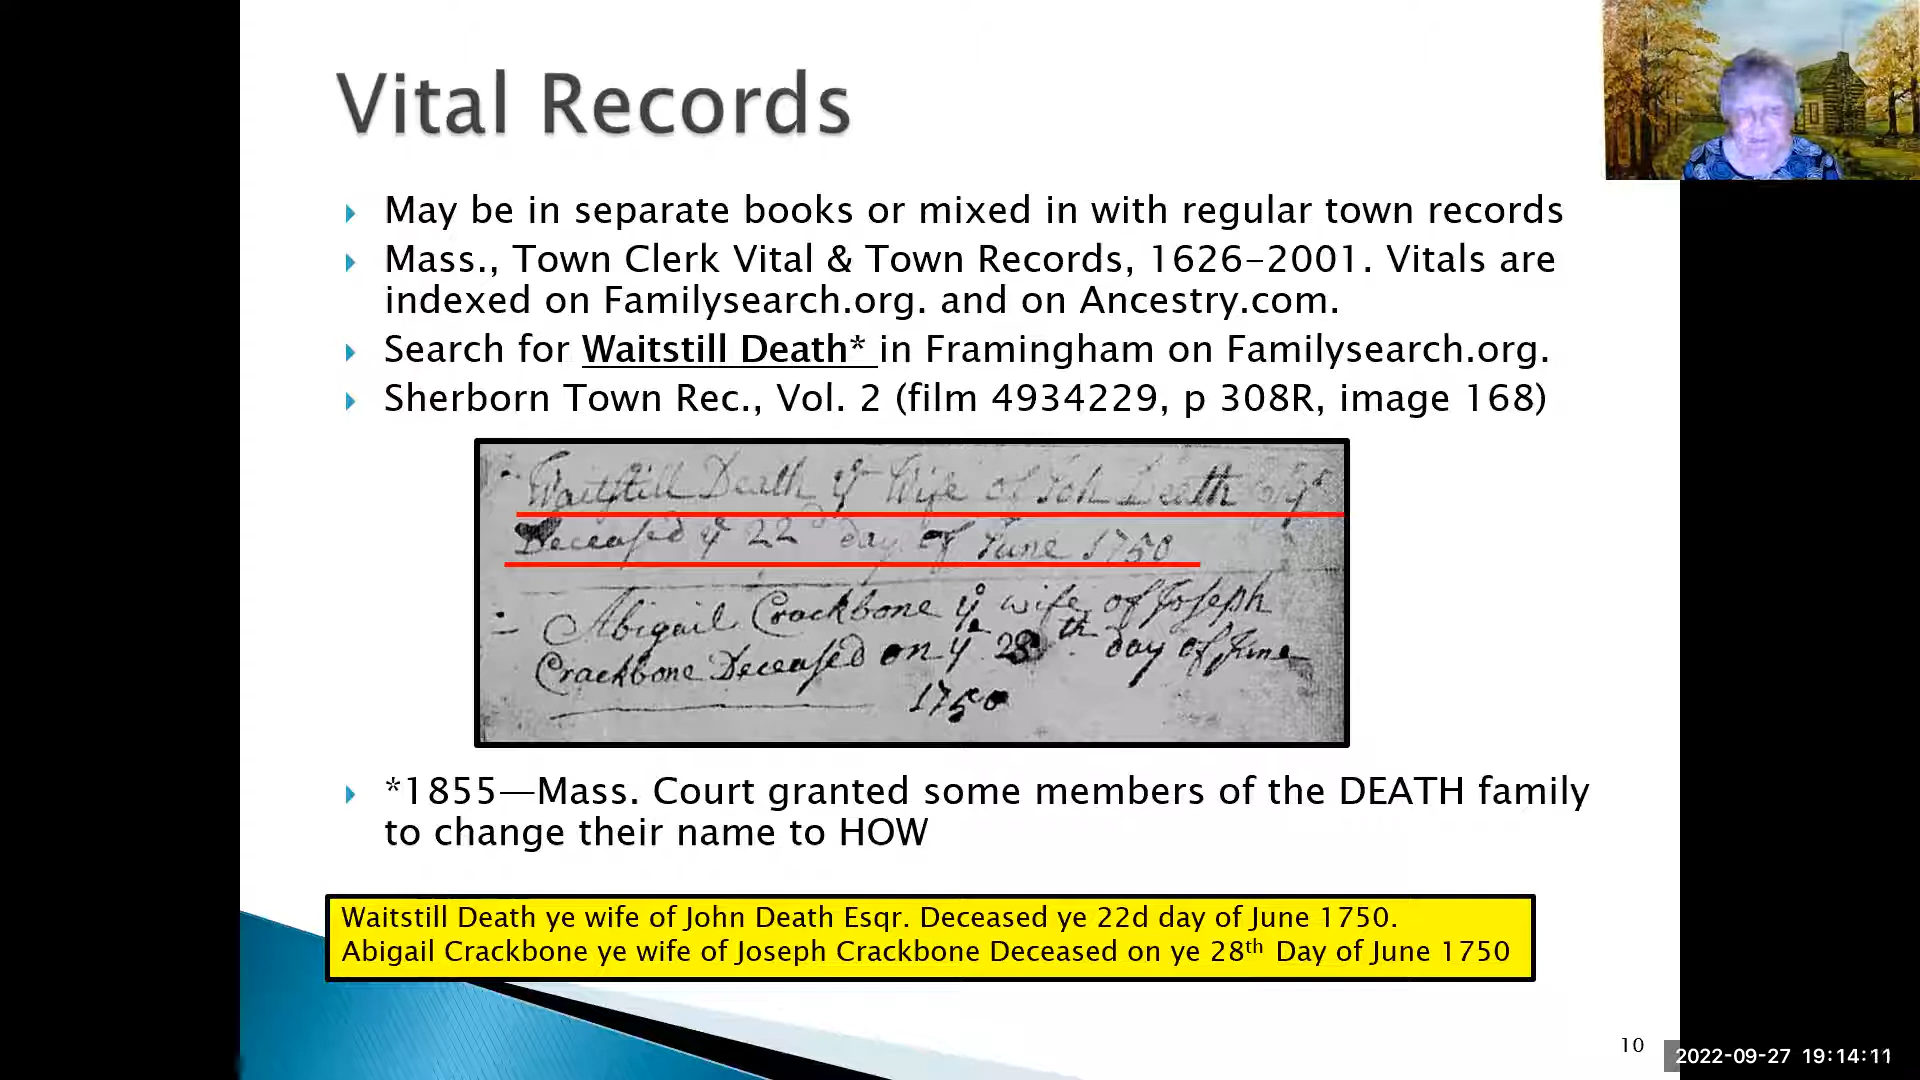 Vital Records
May be in separate books or mixed in with regular town records
Mass., Town Clerk Vital & Town Records, 1626-2001. Vitals are
indexed on Familysearch.org. and on Ancestry.com.
Search for Waitstill Death* in Framingham on Familysearch.org.
Sherborn Town Rec., Vol. 2 (film 4934229, p 308R, image 168)
Waitstill Death ye Wife of Joh Death Esqr
Deceased ye 22d day of June 1750
Abigail Crackbone ye wife of Joseph
Crackbone Deceased on ye 28th day of June
1750
*1855—Mass. Court granted some members of the DEATH family
to change their name to HOW
Waitstill Death ye wife of John Death Esqr. Deceased ye 22d day of June 1750.
Abigail Crackbone ye wife of Joseph Crackbone Deceased on ye 28th Day of June 1750
10
2022-09-27 19:14:11